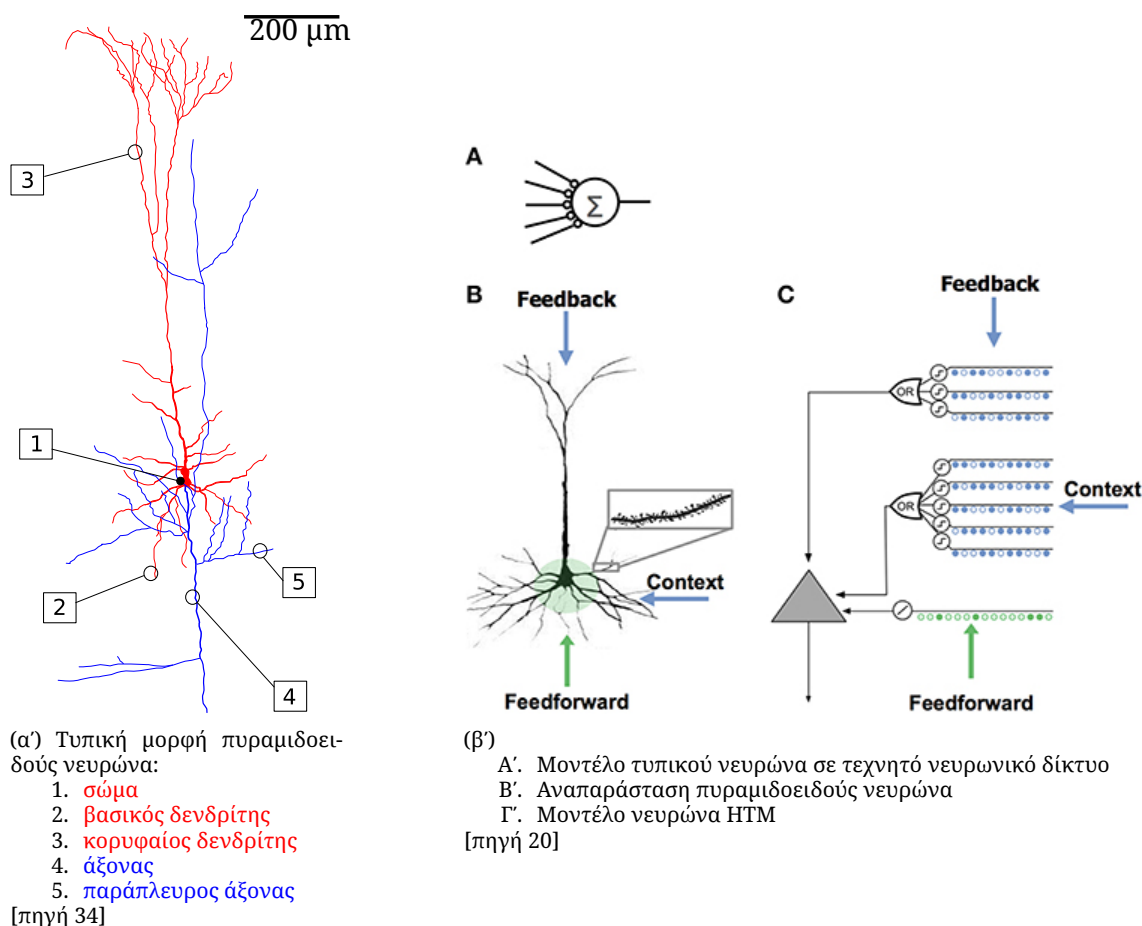 200 µm
3
1
2
5
4
(α′) Τυπική μορφή πυραμιδοει-
δούς νευρώνα:
1. σώμα
2. βασικός δενδρίτης
3. κορυφαίος δενδρίτης
4. άξονας
5. παράπλευρος άξονας
[πηγή 34]
A
Σ
B
Feedback
Context
Feedforward
C
Feedback
OR
OR
Context
Feedforward
(β′)
Α′. Μοντέλο τυπικού νευρώνα σε τεχνητό νευρωνικό δίκτυο
Β′. Αναπαράσταση πυραμιδοειδούς νευρώνα
Γ′. Μοντέλο νευρώνα HTM
[πηγή 20]